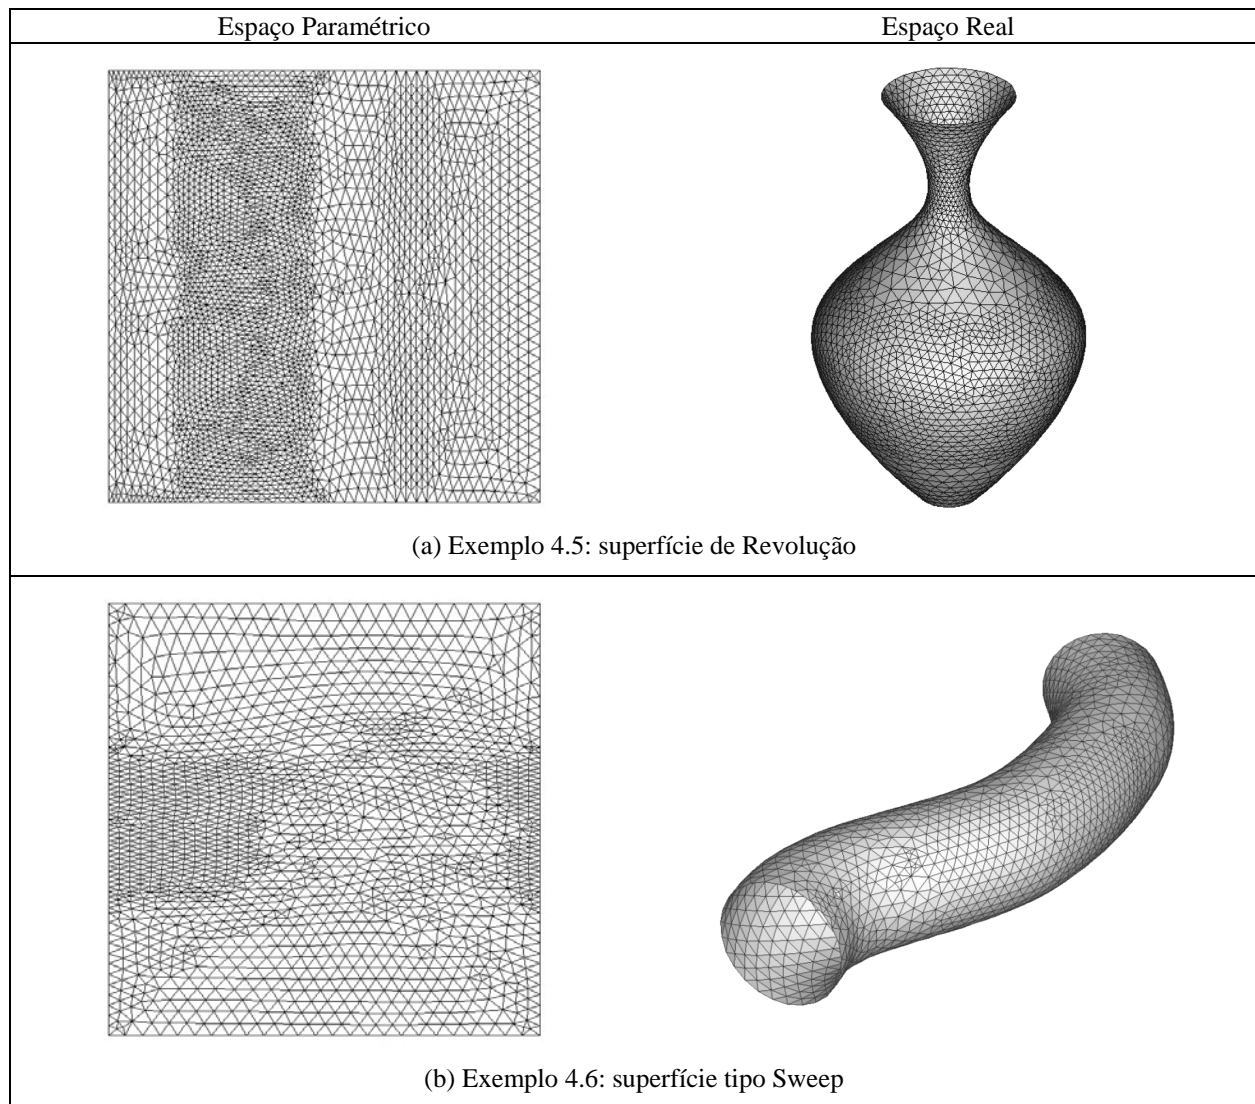 Espaço Paramétrico
Espaço Real
(a) Exemplo 4.5: superfície de Revolução
(b) Exemplo 4.6: superfície tipo Sweep